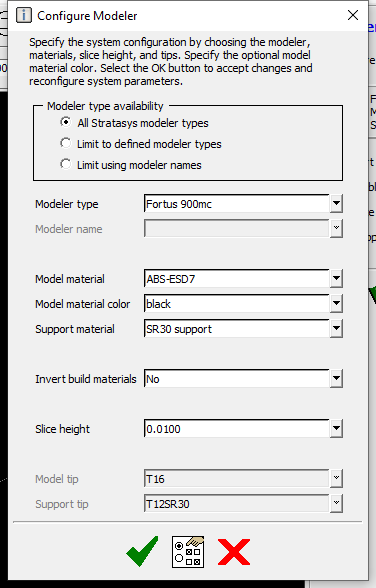 Configure Modeler
Specify the system configuration by choosing the modeler,
materials, slice height, and tips. Specify the optional model
material color. Select the OK button to accept changes and
reconfigure system parameters.
Modeler type availability
All Stratasys modeler types
Limit to defined modeler types
Limit using modeler names
Modeler type Fortus 900mc
Modeler name
Model material ABS-ESD7
Model material color black
Support material SR30 support
Invert build materials No
Slice height 0.0100
Model tip T16
Support tip T12SR30